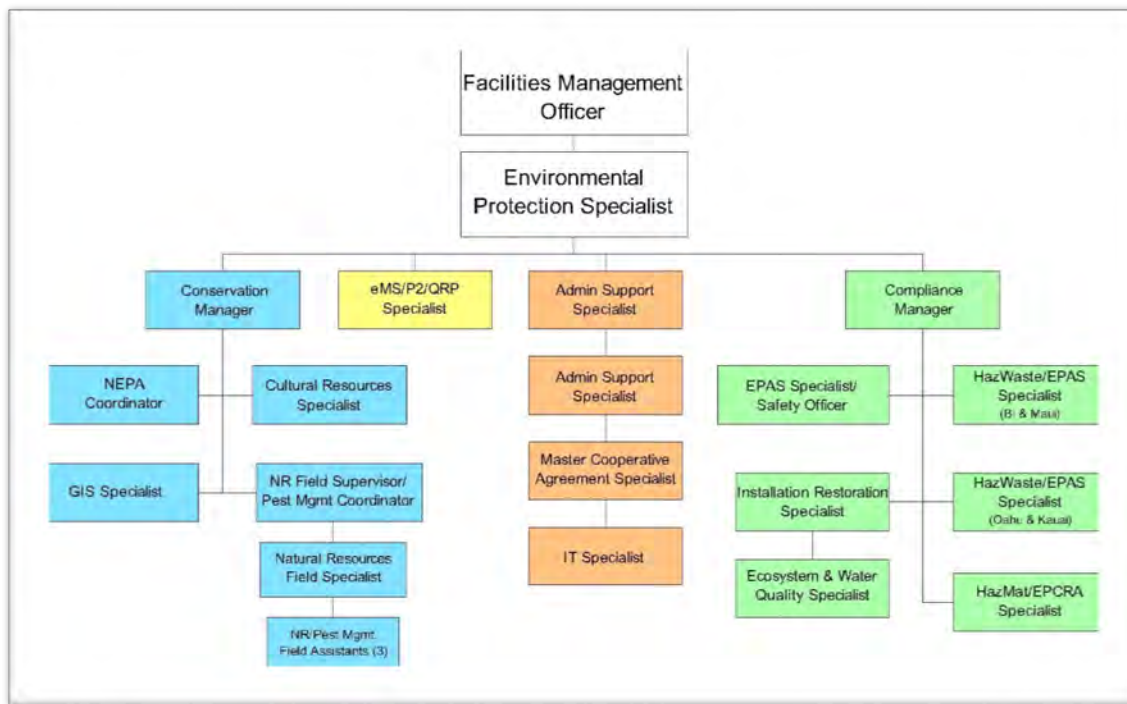 Facilities Management
Officer
Environmental
Protection Specialist
Conservation
Manager
eMS/P2/QRP
Specialist
Admin Support
Specialist
Compliance
Manager
NEPA
Coordinator
Cultural Resources
Specialist
Admin Support
Specialist
EPAS Specialist/
Safety Officer
HazWaste/EPAS
Specialist
(BI & Maui)
GIS Specialist
NR Field Supervisor/
Pest Mgmt Coordinator
Master Cooperative
Agreement Specialist
Installation Restoration
Specialist
HazWaste/EPAS
Specialist
(Oahu & Kauai)
Natural Resources
Field Specialist
IT Specialist
Ecosystem & Water
Quality Specialist
HazMat/EPCRA
Specialist
NR/Pest Mgmt
Field Assistants (3)